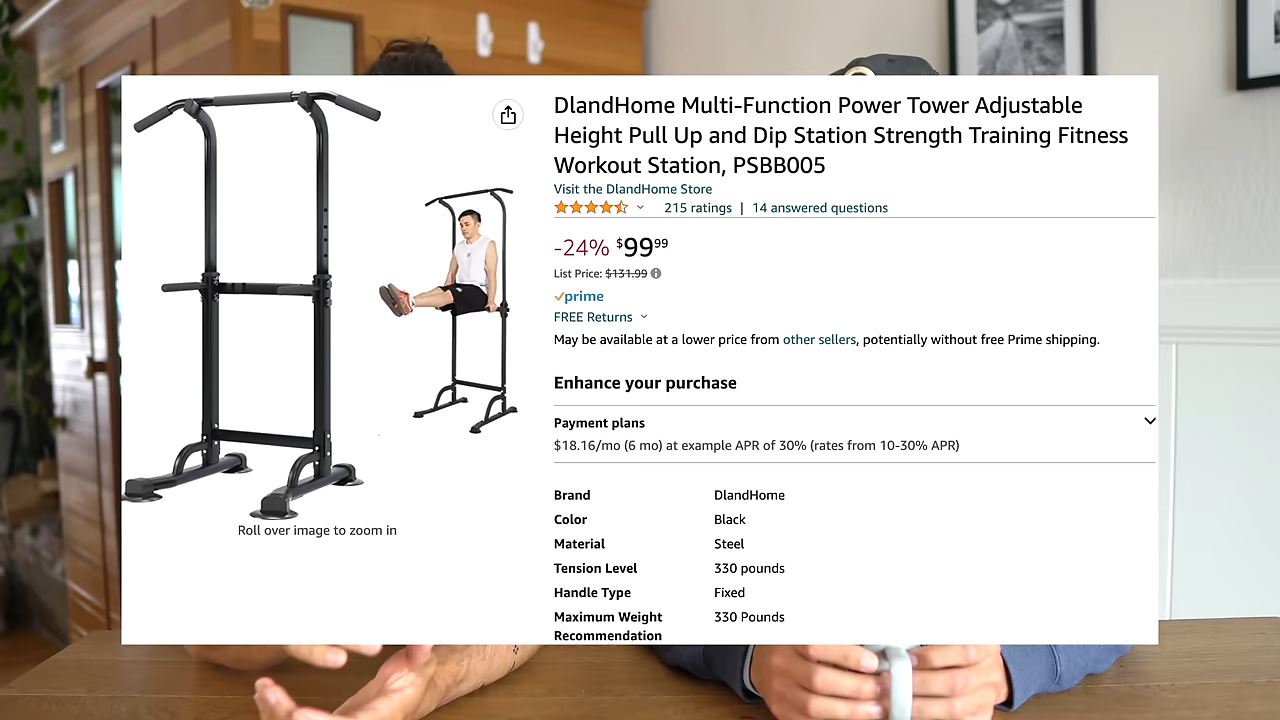 DlandHome Multi-Function Power Tower Adjustable
Height Pull Up and Dip Station Strength Training Fitness
Workout Station, PSBB005
Visit the DlandHome Store
215 ratings | 14 answered questions
-24% $99.99
List Price: $131.99
prime
FREE Returns
May be available at a lower price from other sellers, potentially without free Prime shipping.
Enhance your purchase
Payment plans
$18.16/mo (6 mo) at example APR of 30% (rates from 10-30% APR)
Brand DlandHome
Color Black
Material Steel
Tension Level 330 pounds
Handle Type Fixed
Maximum Weight 330 Pounds
Recommendation
Roll over image to zoom in